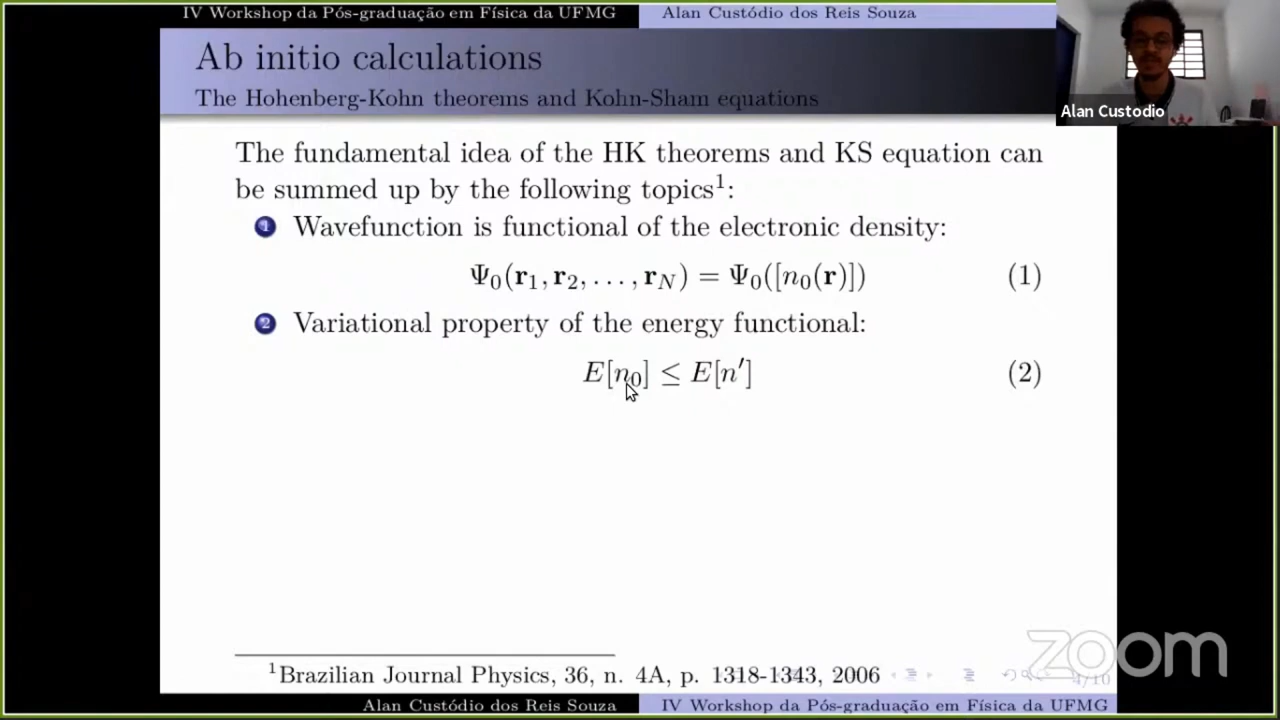 IV Workshop da Pós-graduação em Física da UFMG
Alan Custódio dos Reis Souza
Ab initio calculations
The Hohenberg-Kohn theorems and Kohn-Sham equations
Alan Custodio
The fundamental idea of the HK theorems and KS equation can
be summed up by the following topics¹:
1 Wavefunction is functional of the electronic density:
Ψ₀(r₁, r₂, . . . , r_N) = Ψ₀([n₀(r)]) (1)
2 Variational property of the energy functional:
E[n₀] ≤ E[n′] (2)
¹Brazilian Journal Physics, 36, n. 4A, p. 1318-1343, 2006
zoom
4/10
Alan Custódio dos Reis Souza
IV Workshop da Pós-graduação em Física da UFMG